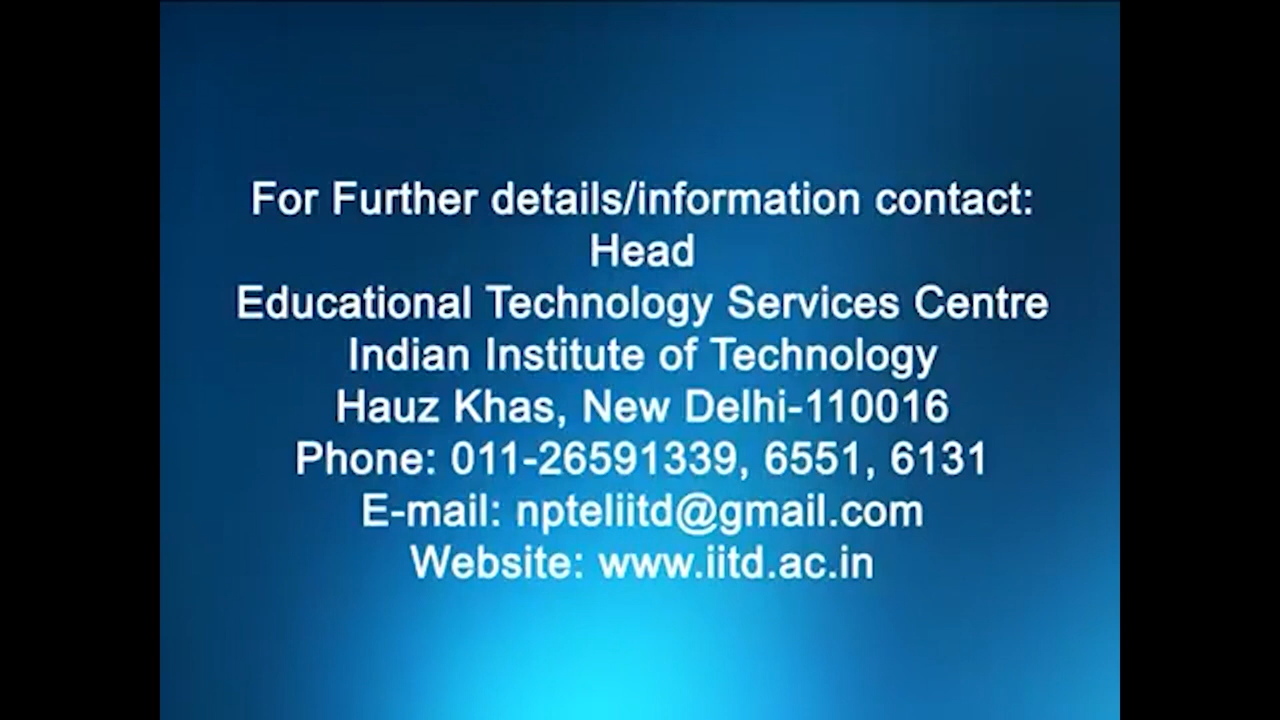 For Further details/information contact:
Head
Educational Technology Services Centre
Indian Institute of Technology
Hauz Khas, New Delhi-110016
Phone: 011-26591339, 6551, 6131
E-mail: npteliitd@gmail.com
Website: www.iitd.ac.in